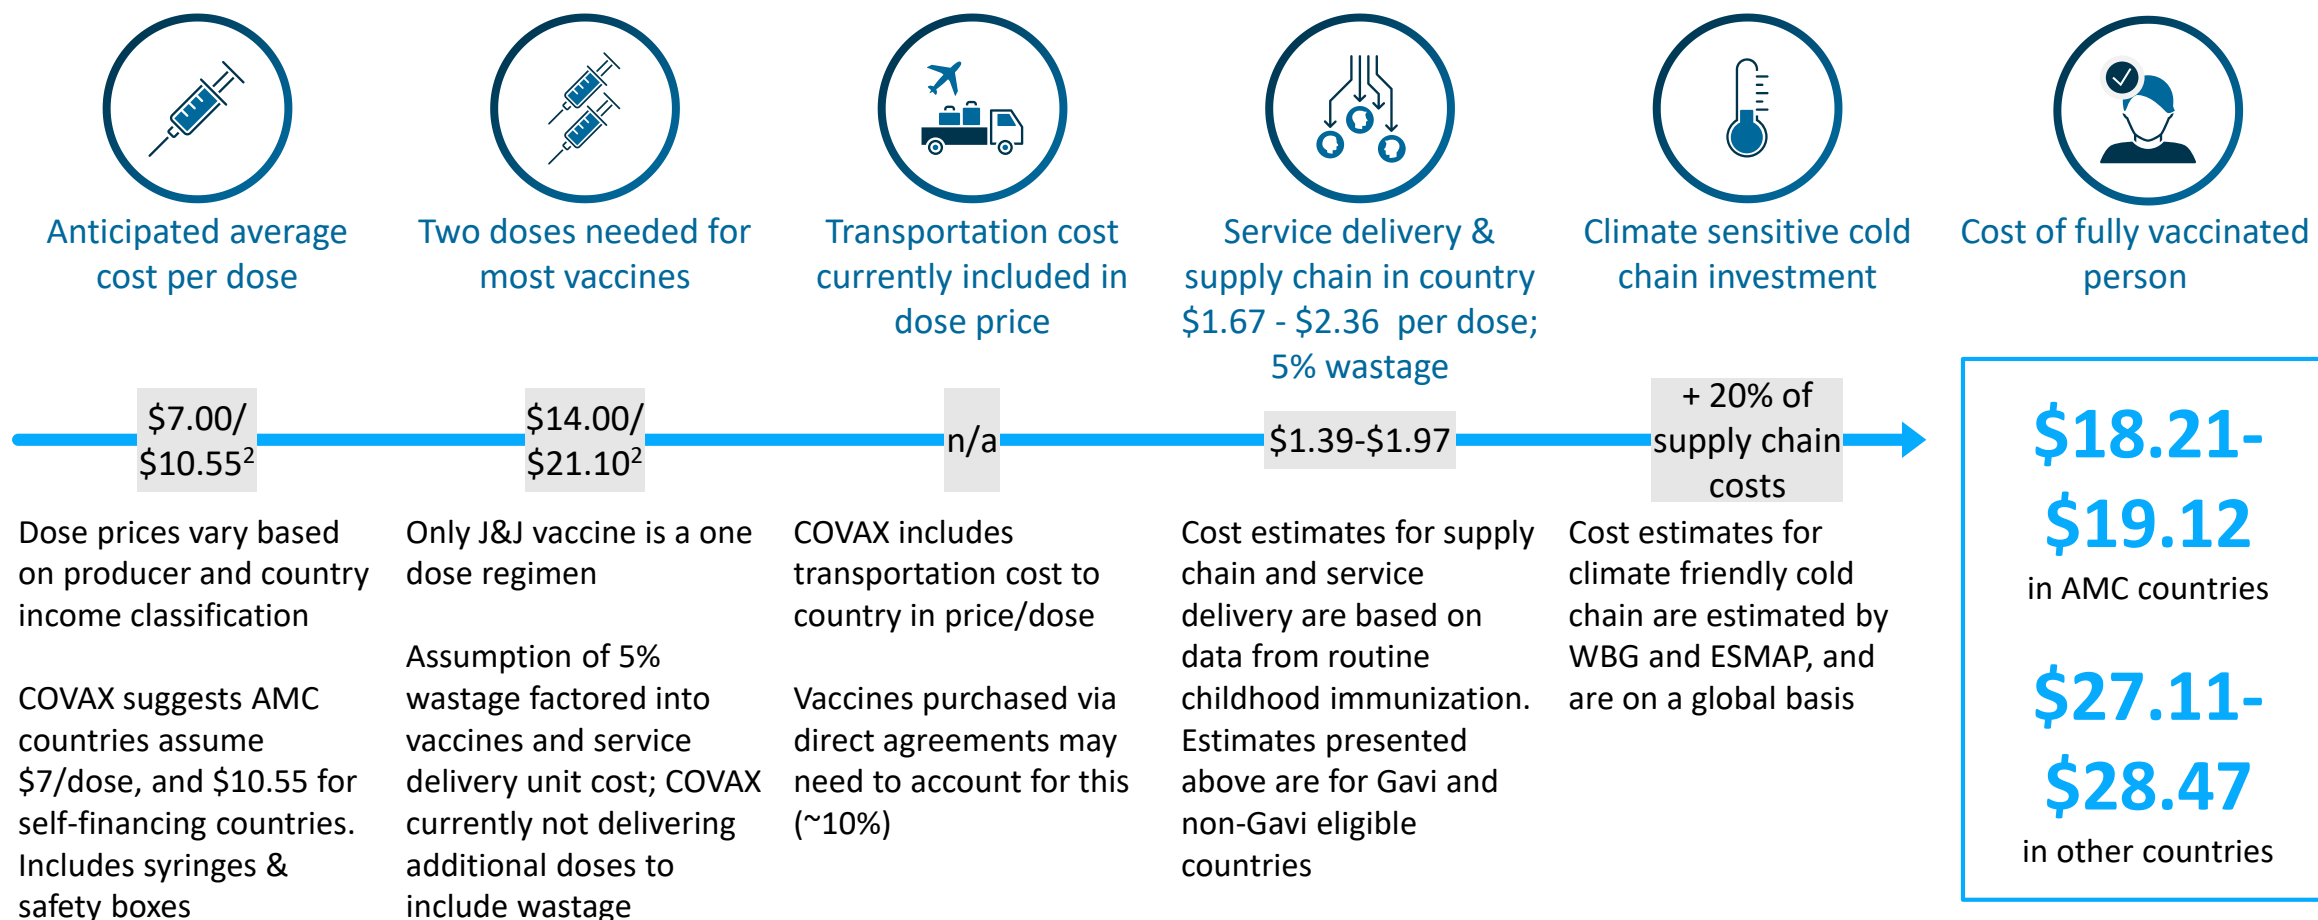 Anticipated average
cost per dose
Two doses needed for
most vaccines
Transportation cost
currently included in
dose price
Service delivery &
supply chain in country
$1.67 - $2.36 per dose;
5% wastage
Climate sensitive cold
chain investment
Cost of fully vaccinated
person
$7.00/
$10.55²
$14.00/
$21.10²
n/a
$1.39-$1.97
+ 20% of
supply chain
costs
Dose prices vary based
on producer and country
income classification
COVAX suggests AMC
countries assume
$7/dose, and $10.55 for
self-financing countries.
Includes syringes &
safety boxes
Only J&J vaccine is a one
dose regimen
Assumption of 5%
wastage factored into
vaccines and service
delivery unit cost; COVAX
currently not delivering
additional doses to
include wastage
COVAX includes
transportation cost to
country in price/dose
Vaccines purchased via
direct agreements may
need to account for this
(~10%)
Cost estimates for supply
chain and service
delivery are based on
data from routine
childhood immunization.
Estimates presented
above are for Gavi and
non-Gavi eligible
countries
Cost estimates for
climate friendly cold
chain are estimated by
WBG and ESMAP, and
are on a global basis
$18.21-
$19.12
in AMC countries
$27.11-
$28.47
in other countries